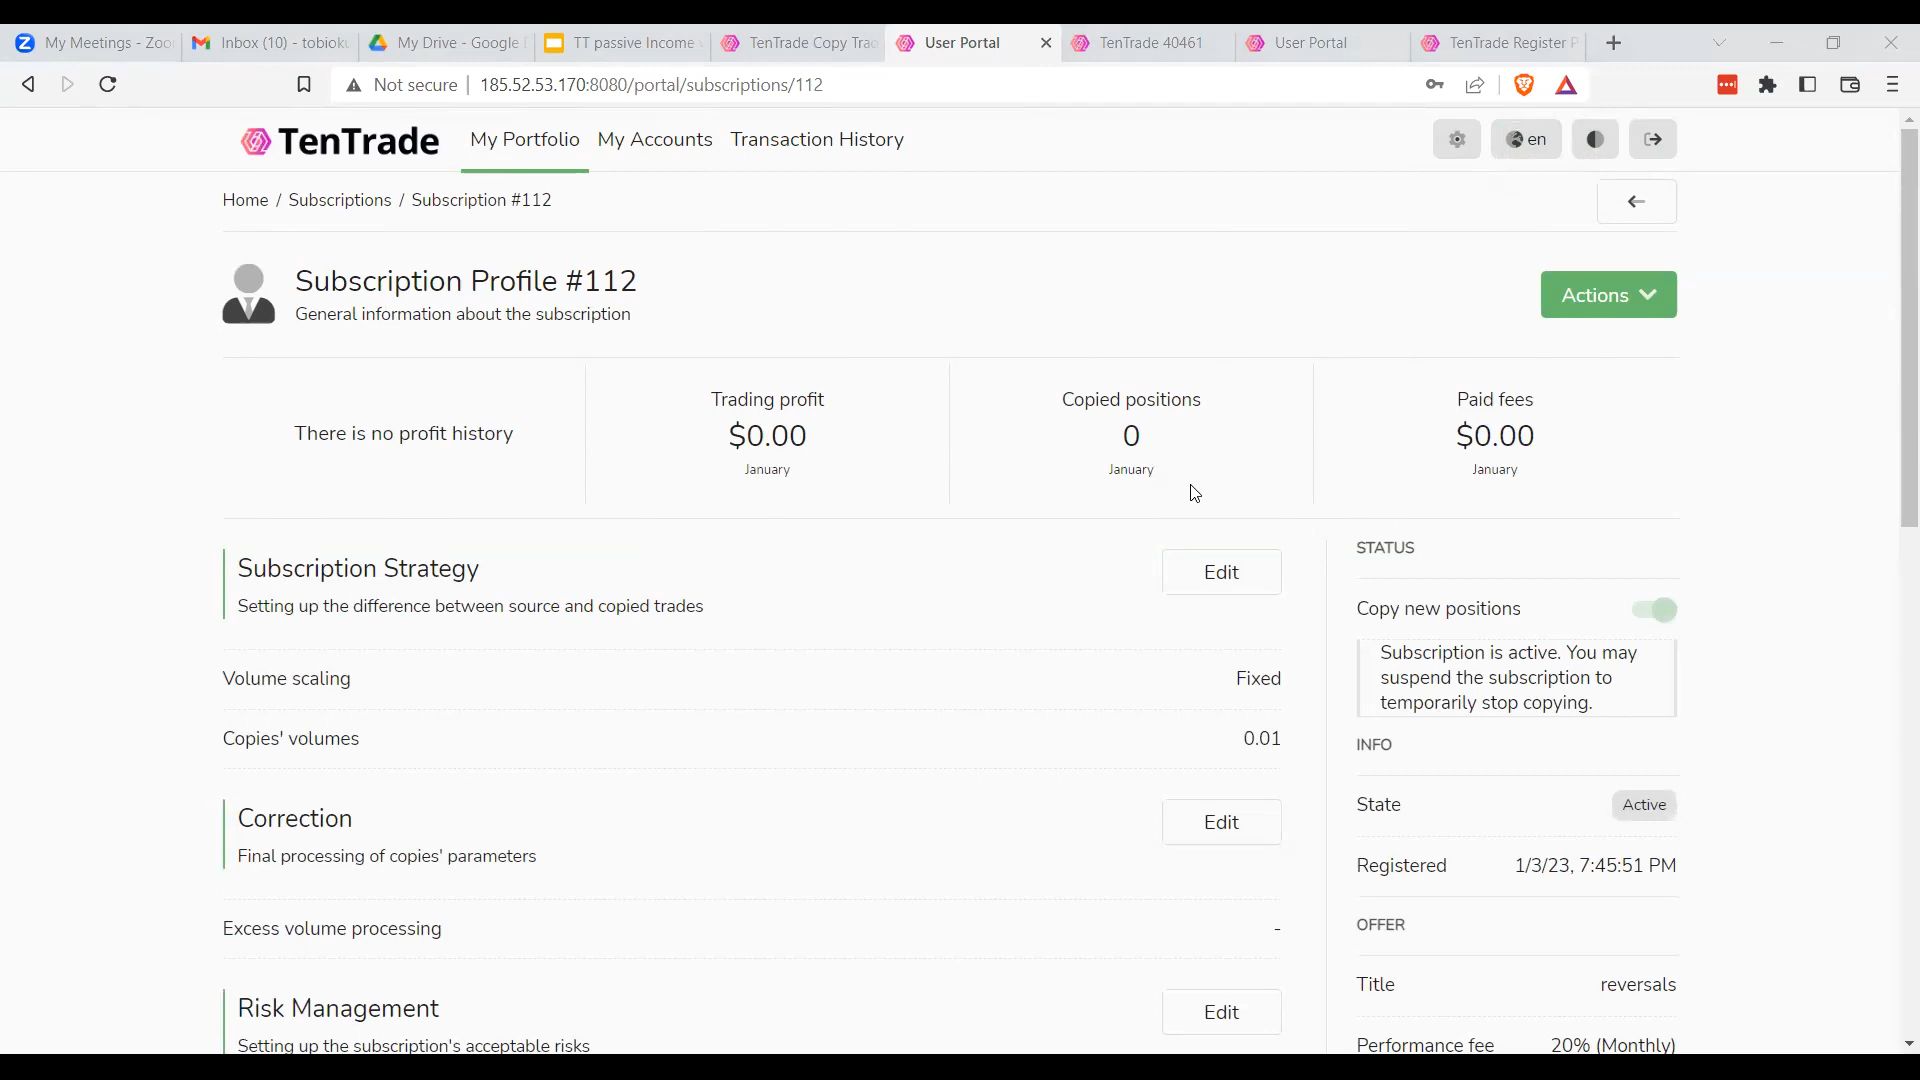 My Meetings - Zoo
Inbox (10) - tobioku
My Drive - Google D
TT passive Income
TenTrade Copy Trad
User Portal
TenTrade 40461
User Portal
TenTrade Register P
Not secure
185.52.53.170:8080/portal/subscriptions/112
TenTrade
My Portfolio
My Accounts
Transaction History
en
Home / Subscriptions / Subscription #112
Subscription Profile #112
General information about the subscription
Actions
There is no profit history
Trading profit
$0.00
January
Copied positions
0
January
Paid fees
$0.00
January
Subscription Strategy
Setting up the difference between source and copied trades
Edit
Volume scaling
Fixed
Copies' volumes
0.01
Correction
Final processing of copies' parameters
Edit
Excess volume processing
-
Risk Management
Setting up the subscription's acceptable risks
Edit
STATUS
Copy new positions
Subscription is active. You may
suspend the subscription to
temporarily stop copying.
INFO
State
Active
Registered
1/3/23, 7:45:51 PM
OFFER
Title
reversals
Performance fee
20% (Monthly)